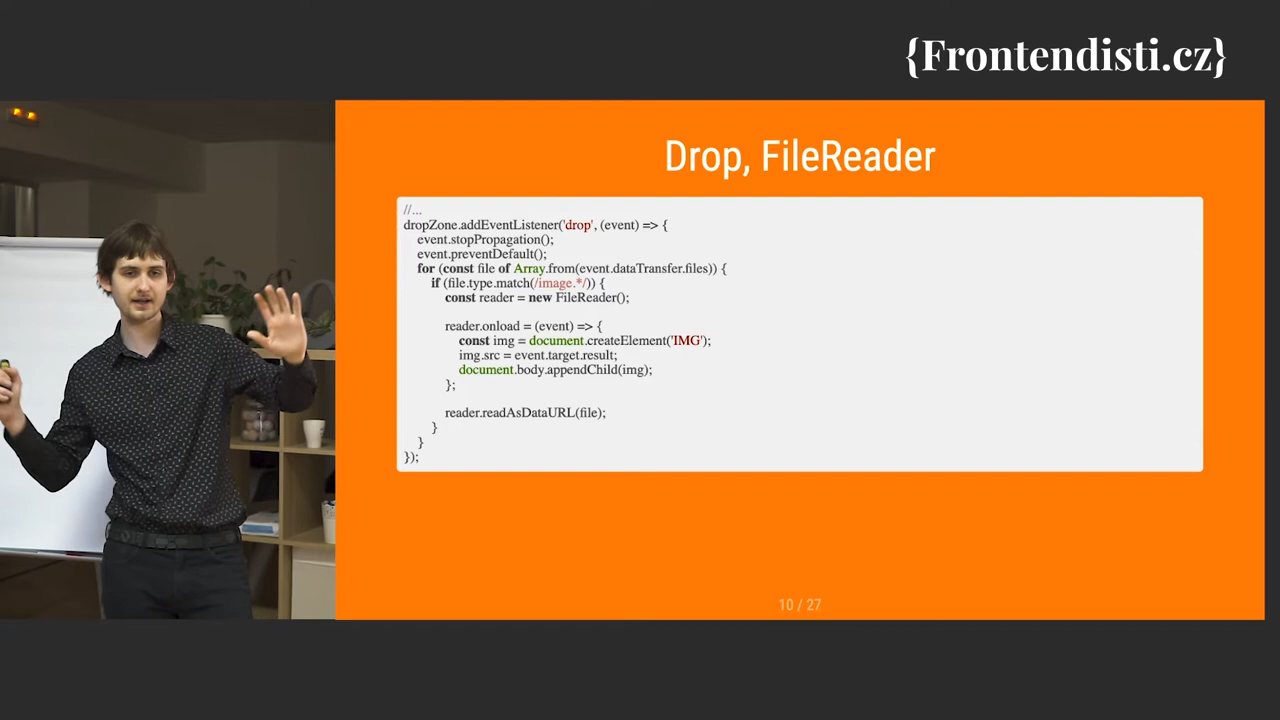 {Frontendisti.cz}
Drop, FileReader
//...
dropZone.addEventListener('drop', (event) => {
event.stopPropagation();
event.preventDefault();
for (const file of Array.from(event.dataTransfer.files)) {
if (file.type.match(/image.*/)) {
const reader = new FileReader();
reader.onload = (event) => {
const img = document.createElement('IMG');
img.src = event.target.result;
document.body.appendChild(img);
};
reader.readAsDataURL(file);
}
}
});
10 / 27